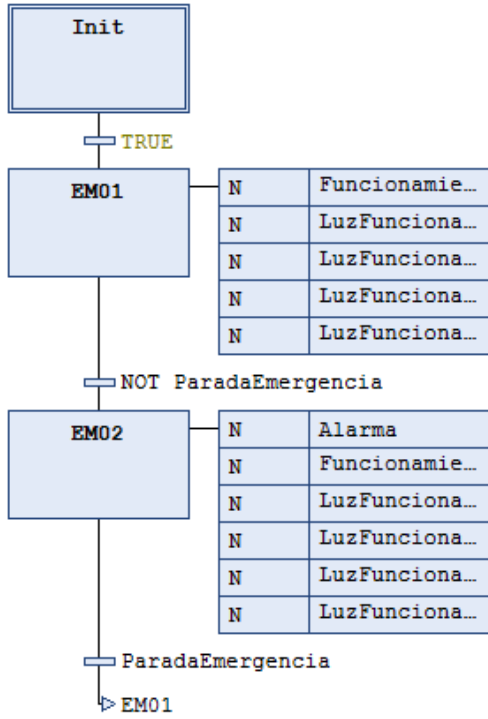 Init
TRUE
EM01
N Funcionamie...
N LuzFunciona...
N LuzFunciona...
N LuzFunciona...
N LuzFunciona...
NOT ParadaEmergencia
EM02
N Alarma
N Funcionamie...
N LuzFunciona...
N LuzFunciona...
N LuzFunciona...
N LuzFunciona...
ParadaEmergencia
EM01